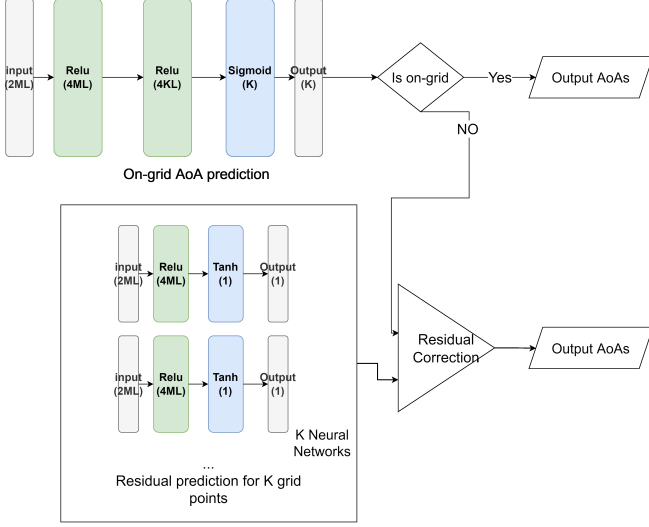 input
(2ML)
Relu
(4ML)
Relu
(4KL)
Sigmoid
(K)
Output
(K)
Is on-grid
Yes
Output AoAs
NO
On-grid AoA prediction
input
(2ML)
Relu
(4ML)
Tanh
(1)
Output
(1)
input
(2ML)
Relu
(4ML)
Tanh
(1)
Output
(1)
K Neural
Networks
...
Residual prediction for K grid
points
Residual
Correction
Output AoAs